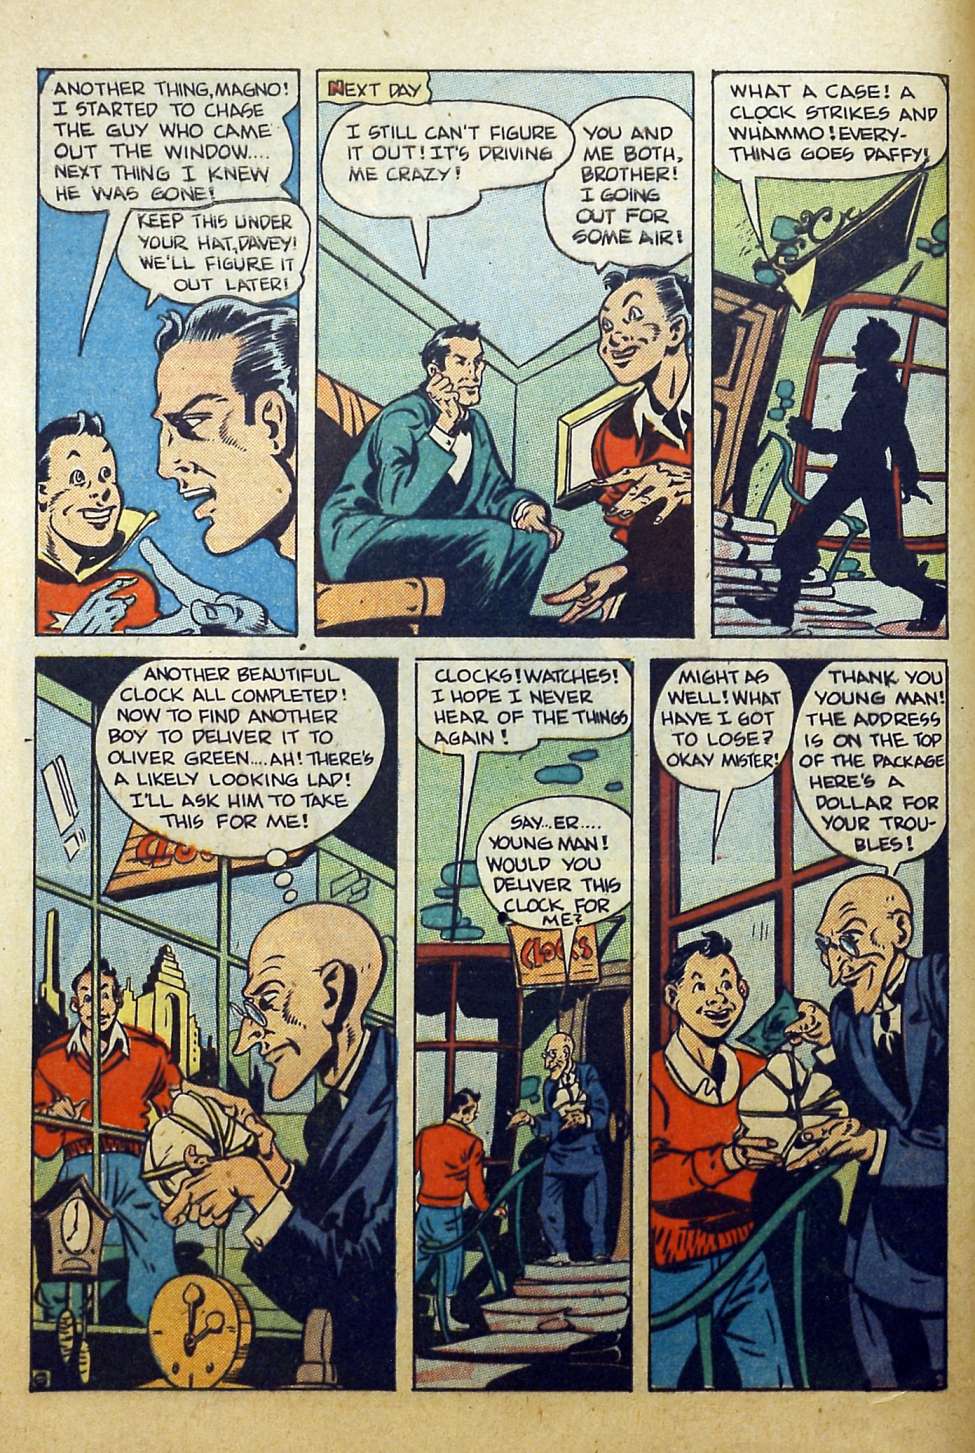 ANOTHER THING, MAGNO!
I STARTED TO CHASE
THE GUY WHO CAME
OUT THE WINDOW....
NEXT THING I KNEW
HE WAS GONE!
KEEP THIS UNDER
YOUR HAT, DAVEY!
WE'LL FIGURE IT
OUT LATER!
NEXT DAY
I STILL CAN'T FIGURE
IT OUT! IT'S DRIVING
ME CRAZY!
YOU AND
ME BOTH,
BROTHER!
I GOING
OUT FOR
SOME AIR!
WHAT A CASE! A
CLOCK STRIKES AND
WHAMMO! EVERY-
THING GOES DAFFY!
ANOTHER BEAUTIFUL
CLOCK ALL COMPLETED!
NOW TO FIND ANOTHER
BOY TO DELIVER IT TO
OLIVER GREEN....AH! THERE'S
A LIKELY LOOKING LAD!
I'LL ASK HIM TO TAKE
THIS FOR ME!
CLOCKS! WATCHES!
I HOPE I NEVER
HEAR OF THE THINGS
AGAIN!
SAY...ER....
YOUNG MAN!
WOULD YOU
DELIVER THIS
CLOCK FOR
ME?
CLOCKS
MIGHT AS
WELL! WHAT
HAVE I GOT
TO LOSE?
OKAY MISTER!
THANK YOU
YOUNG MAN!
THE ADDRESS
IS ON THE TOP
OF THE PACKAGE
HERE'S A
DOLLAR FOR
YOUR TROU-
BLES!